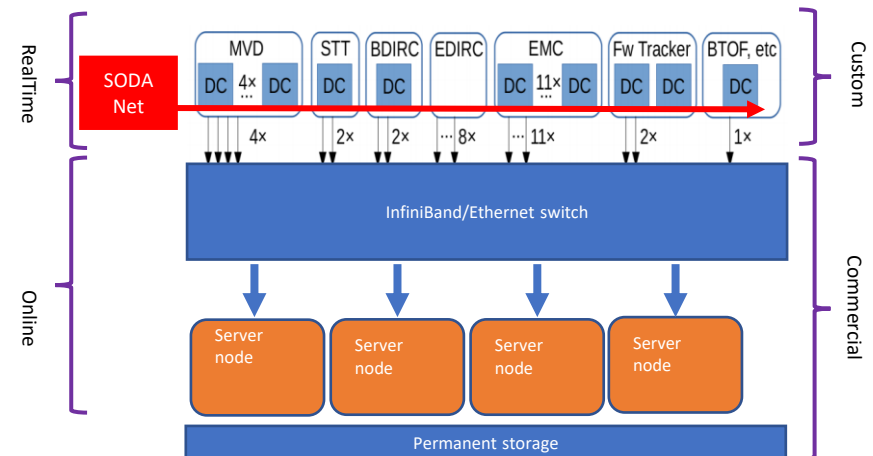 RealTime
SODA
Net
MVD
DC
4×
...
DC
STT
DC
BDIRC
DC
EDIRC
EMC
DC
11×
...
DC
Fw Tracker
DC
DC
BTOF, etc
DC
Custom
4×
2×
2×
...8×
...11×
2×
1×
InfiniBand/Ethernet switch
Online
Server
node
Server
node
Server
node
Server
node
Commercial
Permanent storage